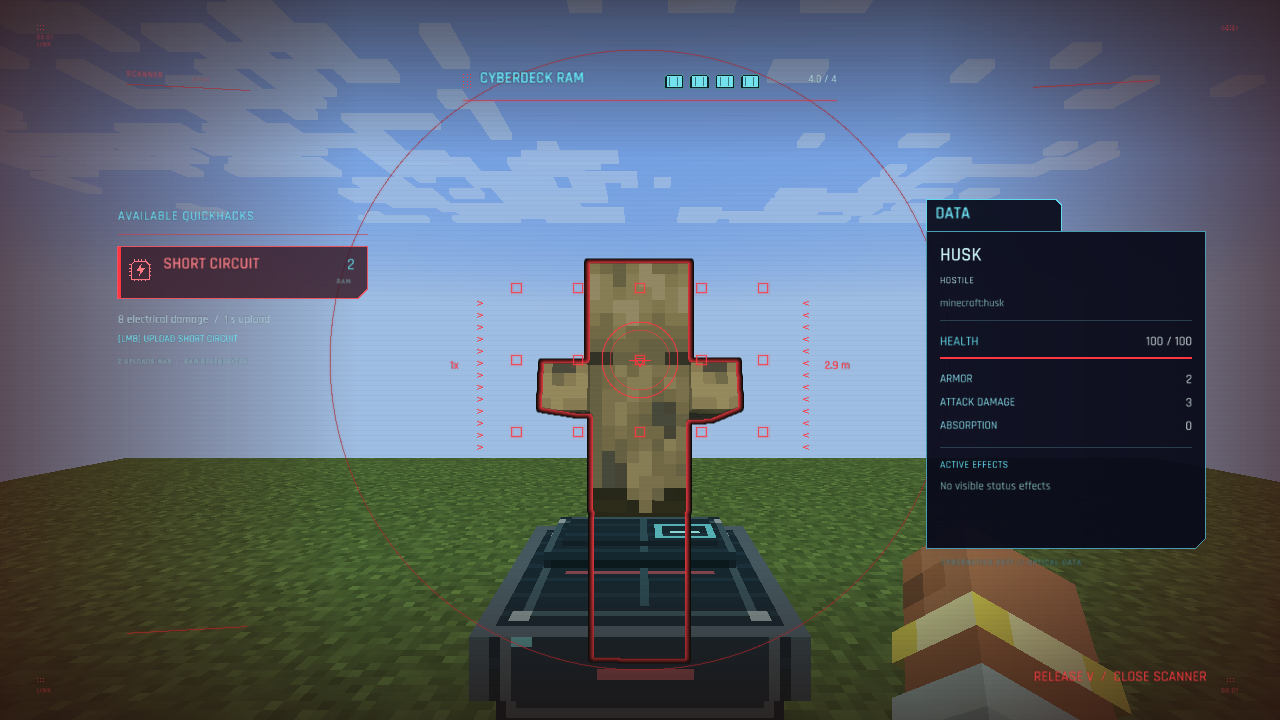 SCANNER
CYBERDECK RAM
4.0 / 4
AVAILABLE QUICKHACKS
SHORT CIRCUIT
2
RAM
8 electrical damage / 1 s upload
[LMB] UPLOAD SHORT CIRCUIT
1x
2.9 m
DATA
HUSK
HOSTILE
minecraft:husk
HEALTH
100 / 100
ARMOR
2
ATTACK DAMAGE
3
ABSORPTION
0
ACTIVE EFFECTS
No visible status effects
RELEASE V / CLOSE SCANNER
LINK